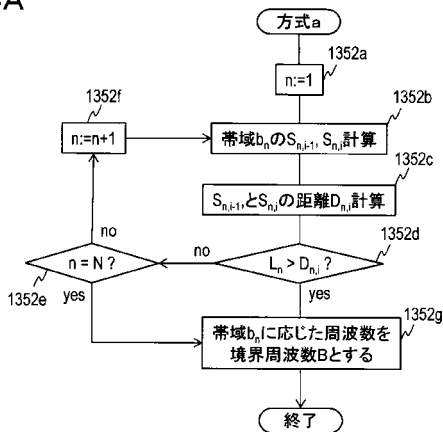 方式a
1352a
n:=1
1352f
1352b
n:=n+1
帯域bnのSn,i-1, Sn,i計算
1352c
Sn,i-1,とSn,iの距離Dn,i計算
no
no
1352d
n = N ?
Ln > Dn,i ?
1352e
yes
yes
1352g
帯域bnに応じた周波数を
境界周波数Bとする
終了